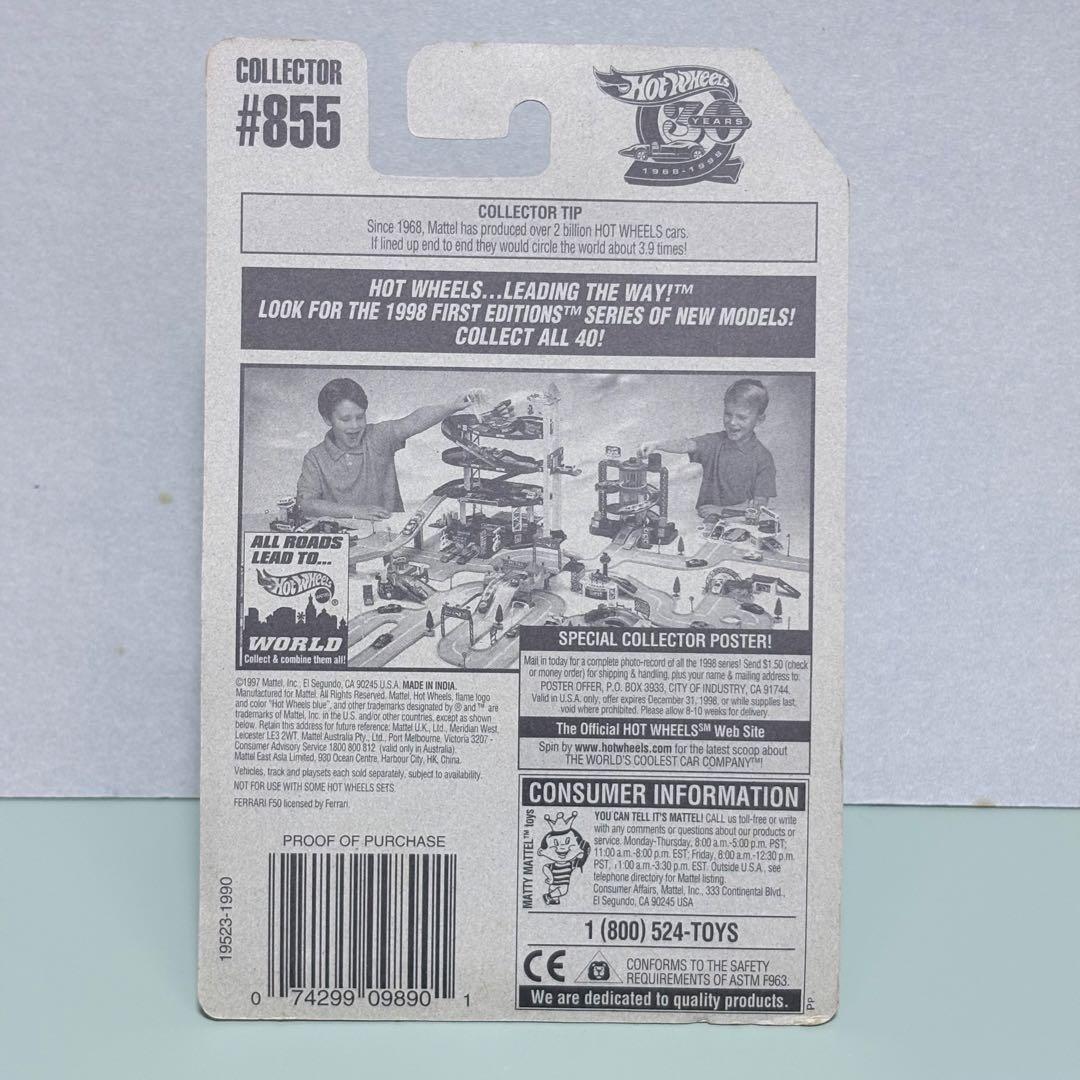 COLLECTOR
#855
HOT WHEELS
30
YEARS
1968-1998
COLLECTOR TIP
Since 1968, Mattel has produced over 2 billion HOT WHEELS cars.
If lined up end to end they would circle the world about 3.9 times!
HOT WHEELS...LEADING THE WAY!™
LOOK FOR THE 1998 FIRST EDITIONS™ SERIES OF NEW MODELS!
COLLECT ALL 40!
ALL ROADS
LEAD TO...
HOT WHEELS ®
WORLD
Collect & combine them all!
©1997 Mattel, Inc., El Segundo, CA 90245 U.S.A. MADE IN INDIA.
Manufactured for Mattel. All Rights Reserved. Mattel, Hot Wheels, flame logo
and color "Hot Wheels blue", and other trademarks designated by ® and ™ are
trademarks of Mattel, Inc. in the U.S. and/or other countries, except as shown
below. Retain this address for future reference: Mattel U.K., Ltd., Meridian West,
Leicester LE3 2WT. Mattel Australia Pty., Ltd., Port Melbourne, Victoria 3207 -
Consumer Advisory Service 1800 800 812 (valid only in Australia).
Mattel East Asia Limited, 930 Ocean Centre, Harbour City, HK, China.
Vehicles, track and playsets each sold separately, subject to availability.
NOT FOR USE WITH SOME HOT WHEELS SETS.
FERRARI F50 licensed by Ferrari.
SPECIAL COLLECTOR POSTER!
Mail in today for a complete photo-record of all the 1998 series! Send $1.50 (check
or money order) for shipping & handling, plus your name & mailing address to:
POSTER OFFER, P.O. BOX 3933, CITY OF INDUSTRY, CA 91744.
Valid in U.S.A. only, offer expires December 31, 1998, or while supplies last,
void where prohibited. Please allow 8-10 weeks for delivery.
The Official HOT WHEELS℠ Web Site
Spin by www.hotwheels.com for the latest scoop about
THE WORLD'S COOLEST CAR COMPANY™!
CONSUMER INFORMATION
MATTY MATTEL™ toys
YOU CAN TELL IT'S MATTEL! CALL us toll-free or write
with any comments or questions about our products or
service. Monday-Thursday, 8:00 a.m.-5:00 p.m. PST;
11:00 a.m.-8:00 p.m. EST; Friday, 8:00 a.m.-12:30 p.m.
PST, 11:00 a.m.-3:30 p.m. EST. Outside U.S.A., see
telephone directory for Mattel listing.
Consumer Affairs, Mattel, Inc., 333 Continental Blvd.,
El Segundo, CA 90245 USA
1 (800) 524-TOYS
CE
CONFORMS TO THE SAFETY
REQUIREMENTS OF ASTM F963.
We are dedicated to quality products.
PP
PROOF OF PURCHASE
19523-1990
0 74299 09890 1